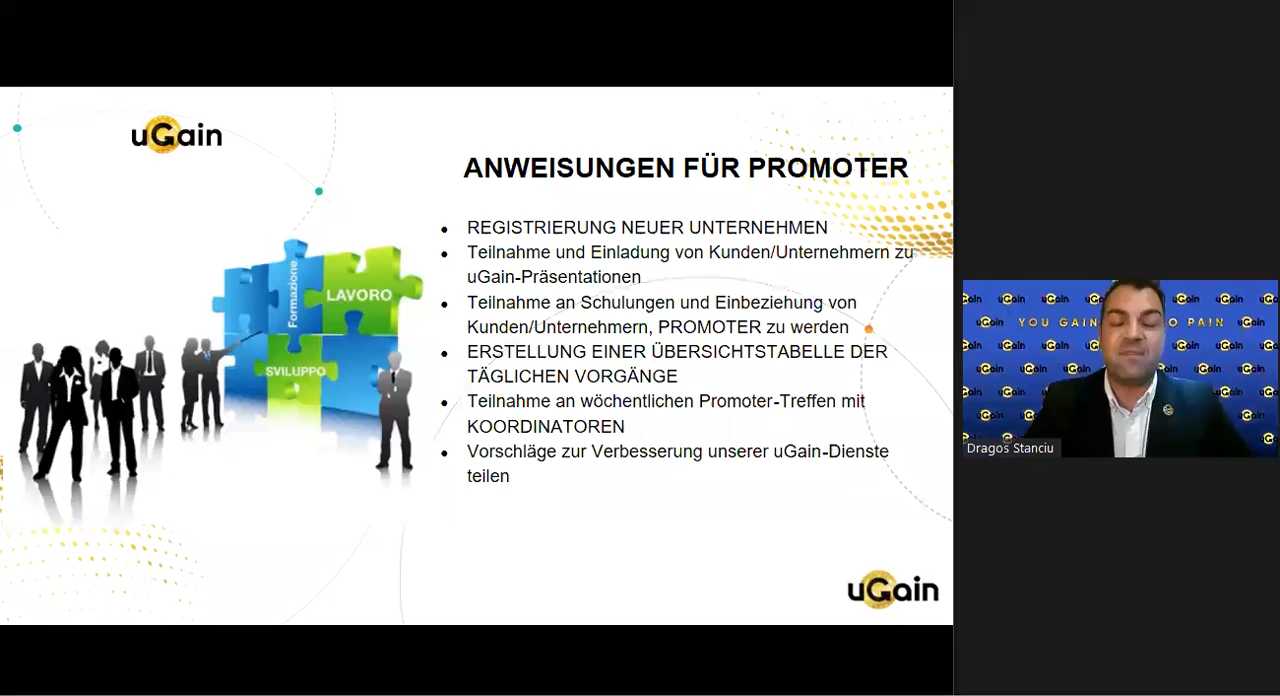 uGain
ANWEISUNGEN FÜR PROMOTER
• REGISTRIERUNG NEUER UNTERNEHMEN
• Teilnahme und Einladung von Kunden/Unternehmern zu
uGain-Präsentationen
• Teilnahme an Schulungen und Einbeziehung von
Kunden/Unternehmern, PROMOTER zu werden
• ERSTELLUNG EINER ÜBERSICHTSTABELLE DER
TÄGLICHEN VORGÄNGE
• Teilnahme an wöchentlichen Promoter-Treffen mit
KOORDINATOREN
• Vorschläge zur Verbesserung unserer uGain-Dienste
teilen
Formazione
LAVORO
SVILUPPO
uGain
YOU GAIN
O PAIN
uGain
Dragos Stanciu